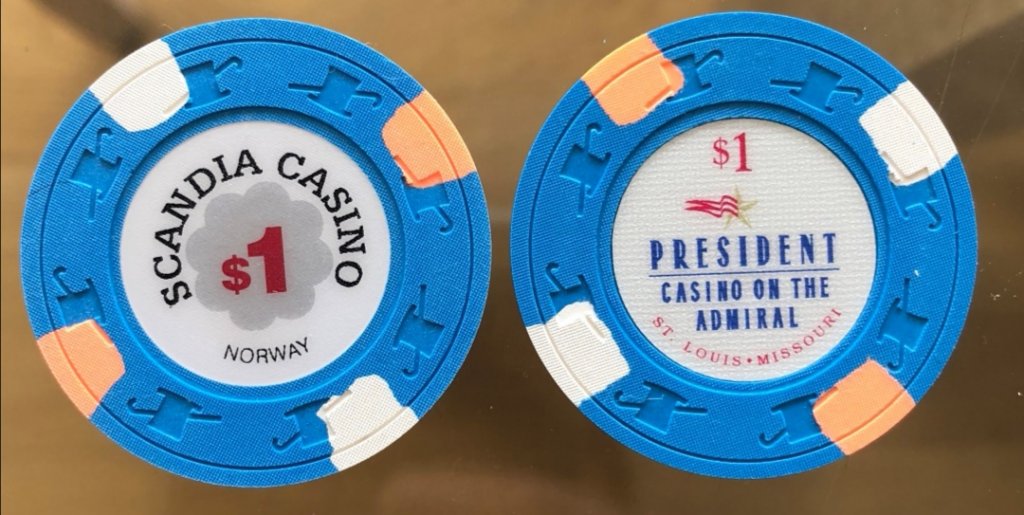 SCANDIA CASINO
$1
NORWAY
$1
PRESIDENT
CASINO ON THE
ADMIRAL
ST. LOUIS • MISSOURI